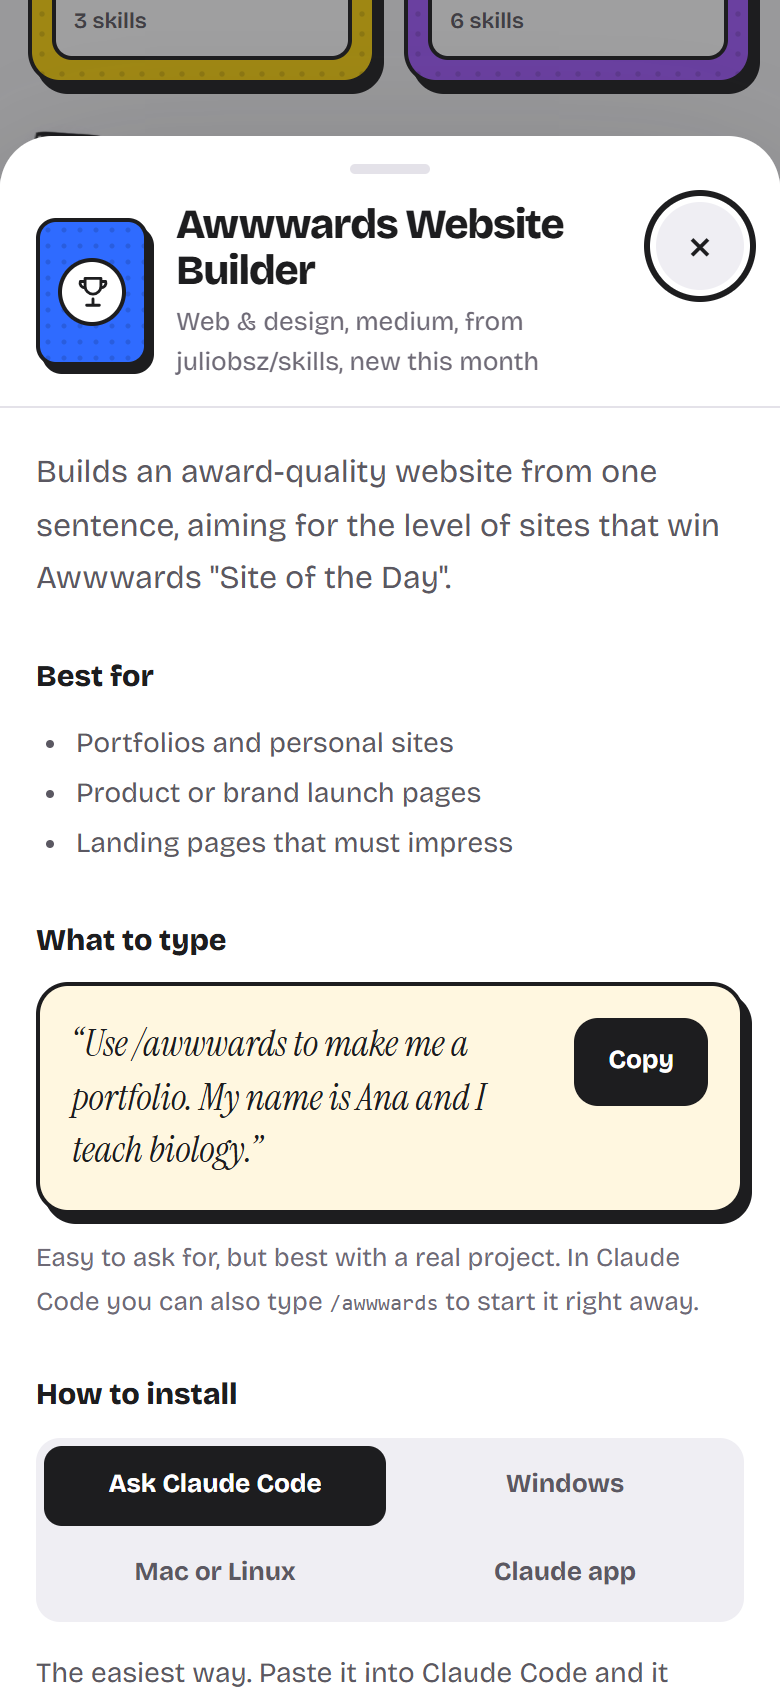 3 skills
6 skills
Awwwards Website
Builder
Web & design, medium, from
juliobsz/skills, new this month
Builds an award-quality website from one
sentence, aiming for the level of sites that win
Awwwards "Site of the Day".
Best for
• Portfolios and personal sites
• Product or brand launch pages
• Landing pages that must impress
What to type
“Use /awwwards to make me a
portfolio. My name is Ana and I
teach biology.”
Copy
Easy to ask for, but best with a real project. In Claude
Code you can also type /awwwards to start it right away.
How to install
Ask Claude Code
Windows
Mac or Linux
Claude app
The easiest way. Paste it into Claude Code and it